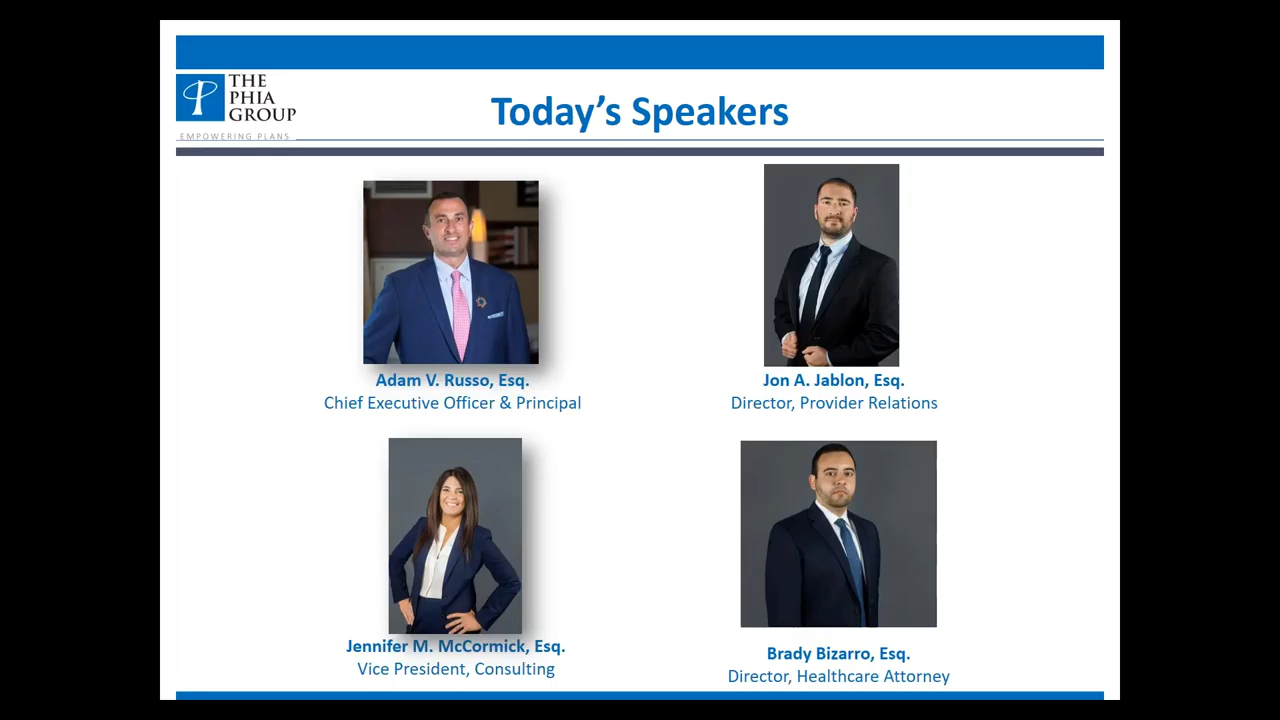 THE
PHIA
GROUP
EMPOWERING PLANS
Today's Speakers
Adam V. Russo, Esq.
Chief Executive Officer & Principal
Jon A. Jablon, Esq.
Director, Provider Relations
Jennifer M. McCormick, Esq.
Vice President, Consulting
Brady Bizarro, Esq.
Director, Healthcare Attorney